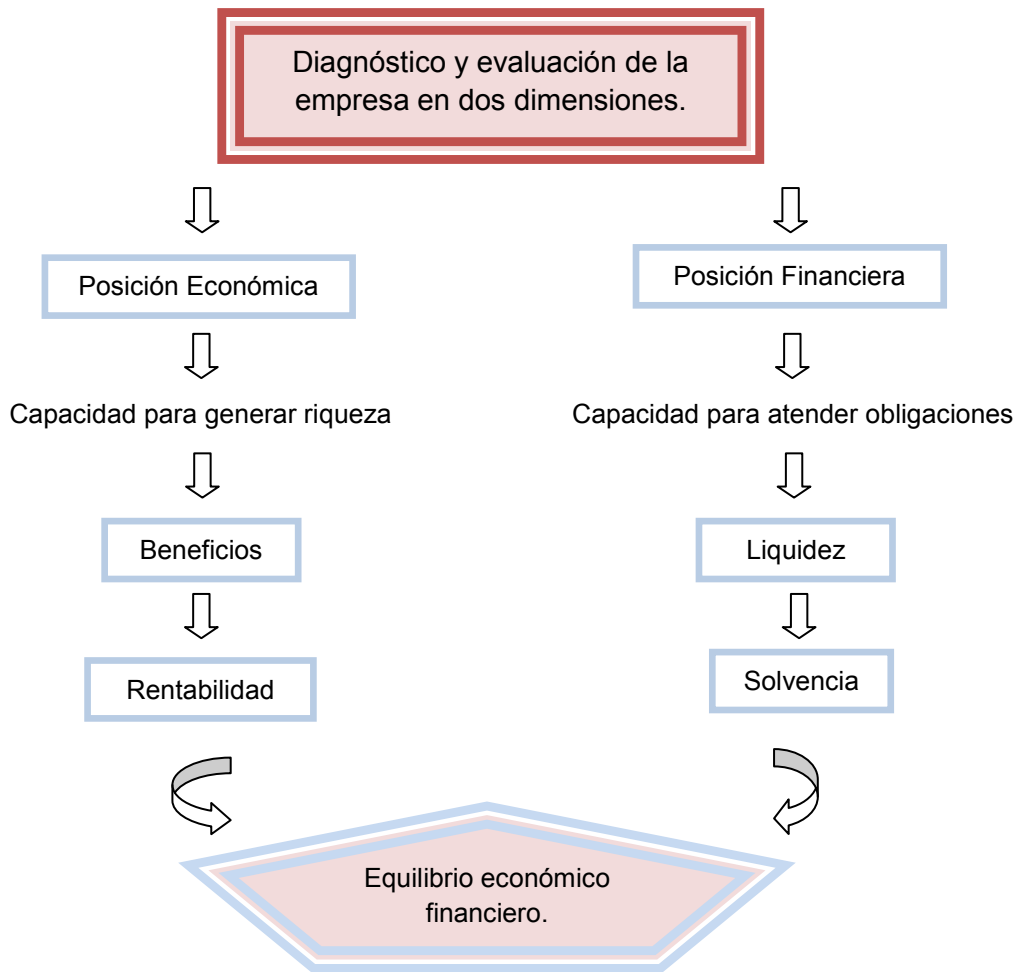 Diagnóstico y evaluación de la
empresa en dos dimensiones.
Posición Económica
Posición Financiera
Capacidad para generar riqueza
Capacidad para atender obligaciones
Beneficios
Liquidez
Rentabilidad
Solvencia
Equilibrio económico
financiero.